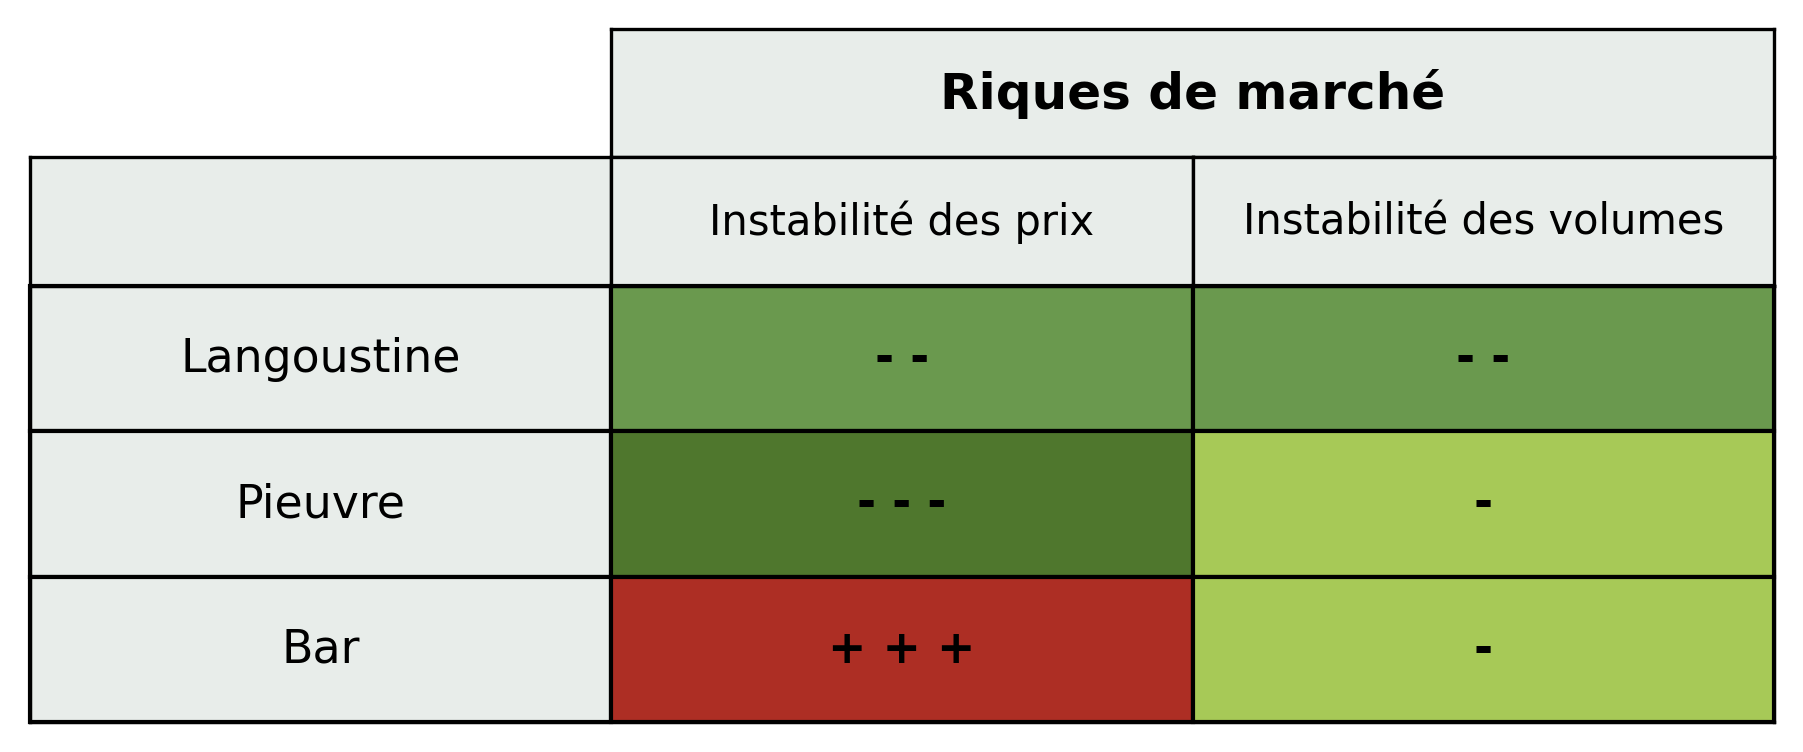 Riques de marché
Instabilité des prix Instabilité des volumes
Langoustine - - - -
Pieuvre - - - -
Bar + + + -